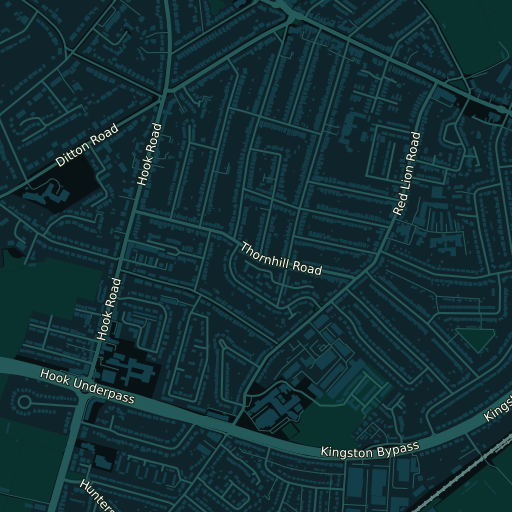 Ditton Road
Hook Road
Red Lion Road
Thornhill Road
Hook Road
Hook Underpass
Kingston Bypass